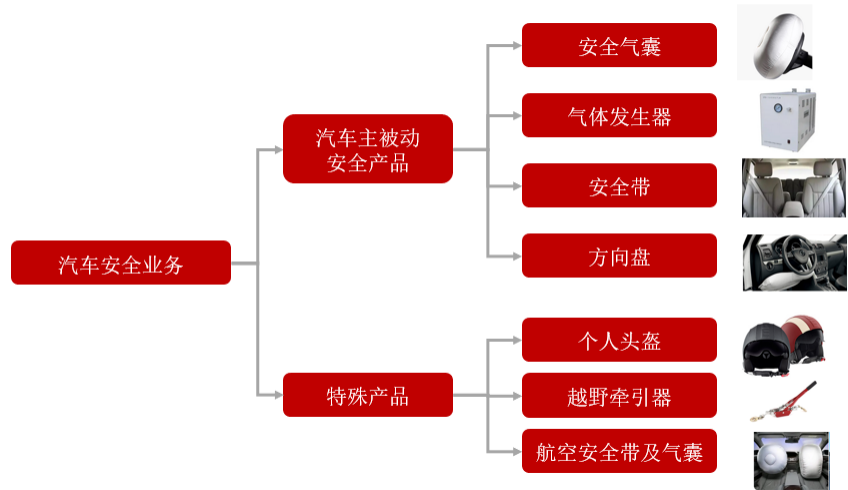 汽车安全业务
汽车主被动
安全产品
安全气囊
气体发生器
安全带
方向盘
特殊产品
个人头盔
越野牵引器
航空安全带及气囊